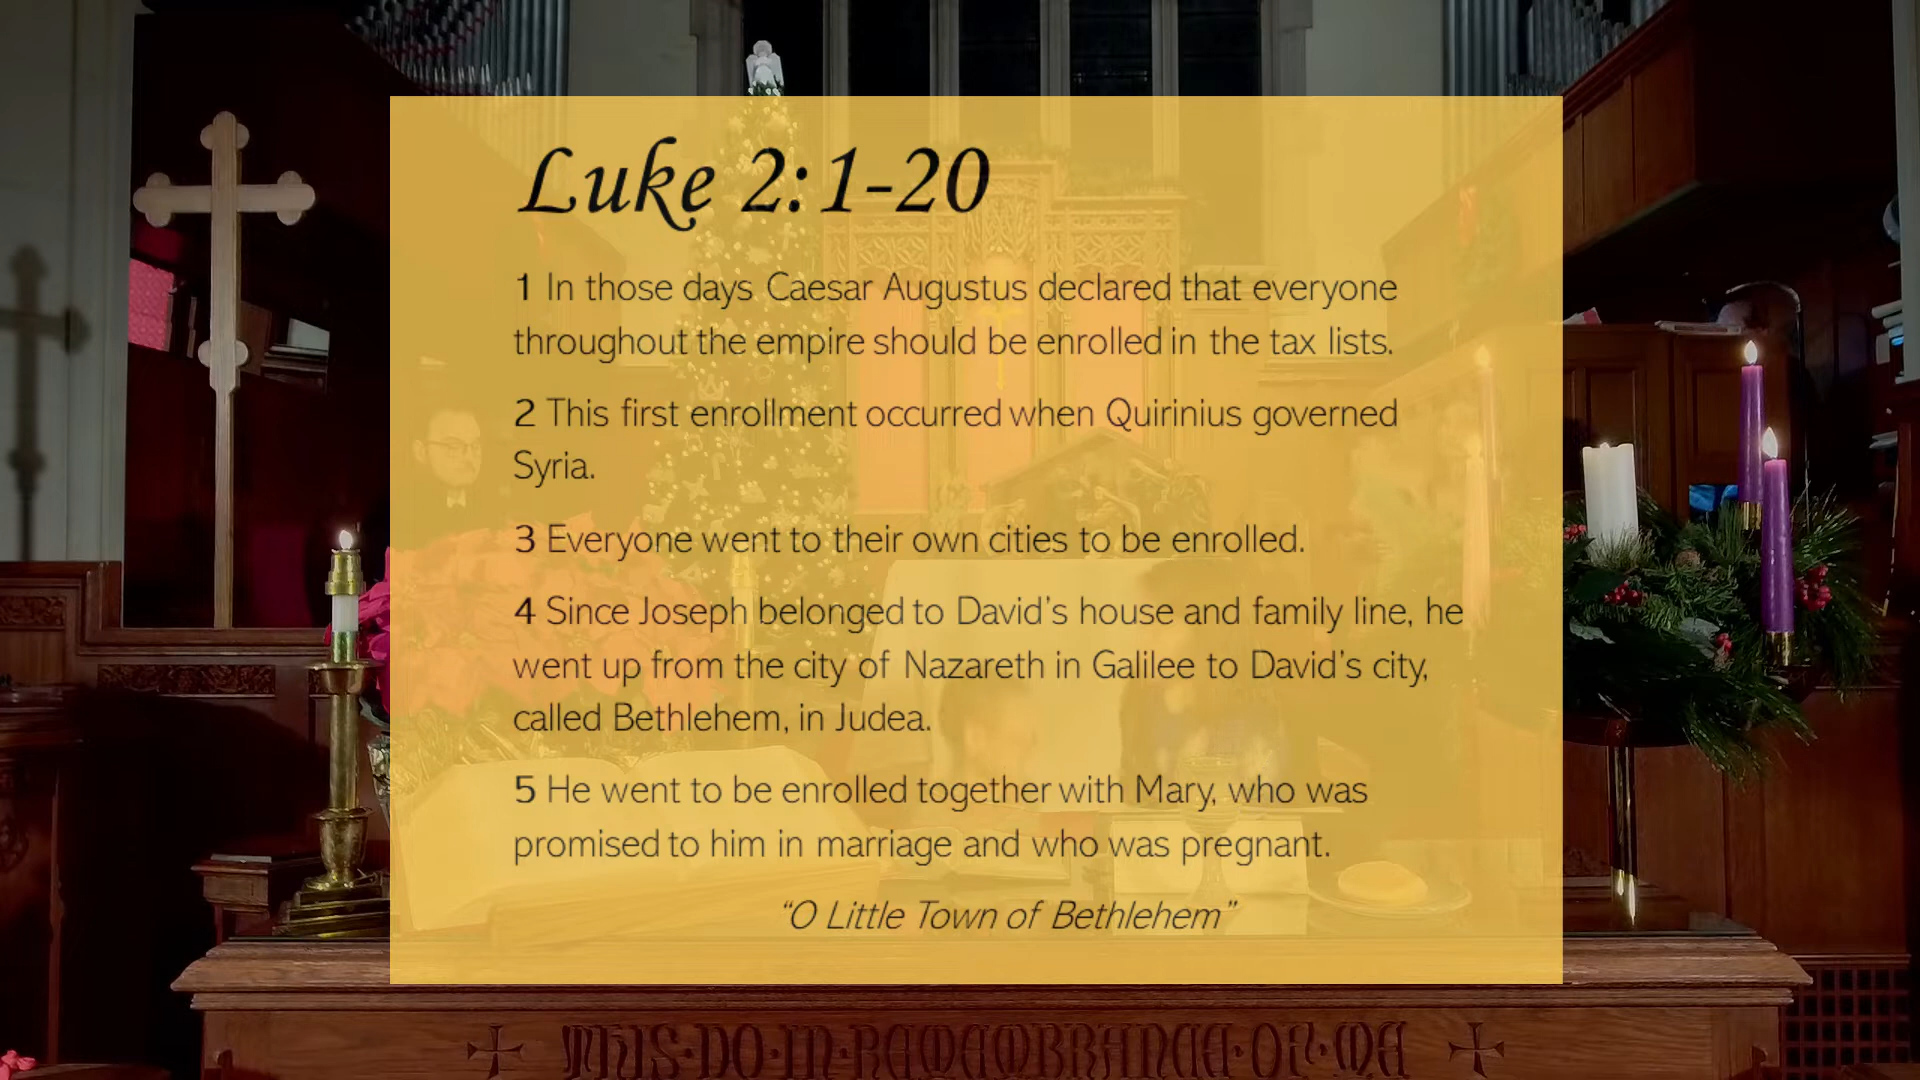 Luke 2:1-20
1 In those days Caesar Augustus declared that everyone
throughout the empire should be enrolled in the tax lists.
2 This first enrollment occurred when Quirinius governed
Syria.
3 Everyone went to their own cities to be enrolled.
4 Since Joseph belonged to David’s house and family line, he
went up from the city of Nazareth in Galilee to David’s city,
called Bethlehem, in Judea.
5 He went to be enrolled together with Mary, who was
promised to him in marriage and who was pregnant.
“O Little Town of Bethlehem”
THIS·DO·IN·REMEMBRANCE·OF·ME